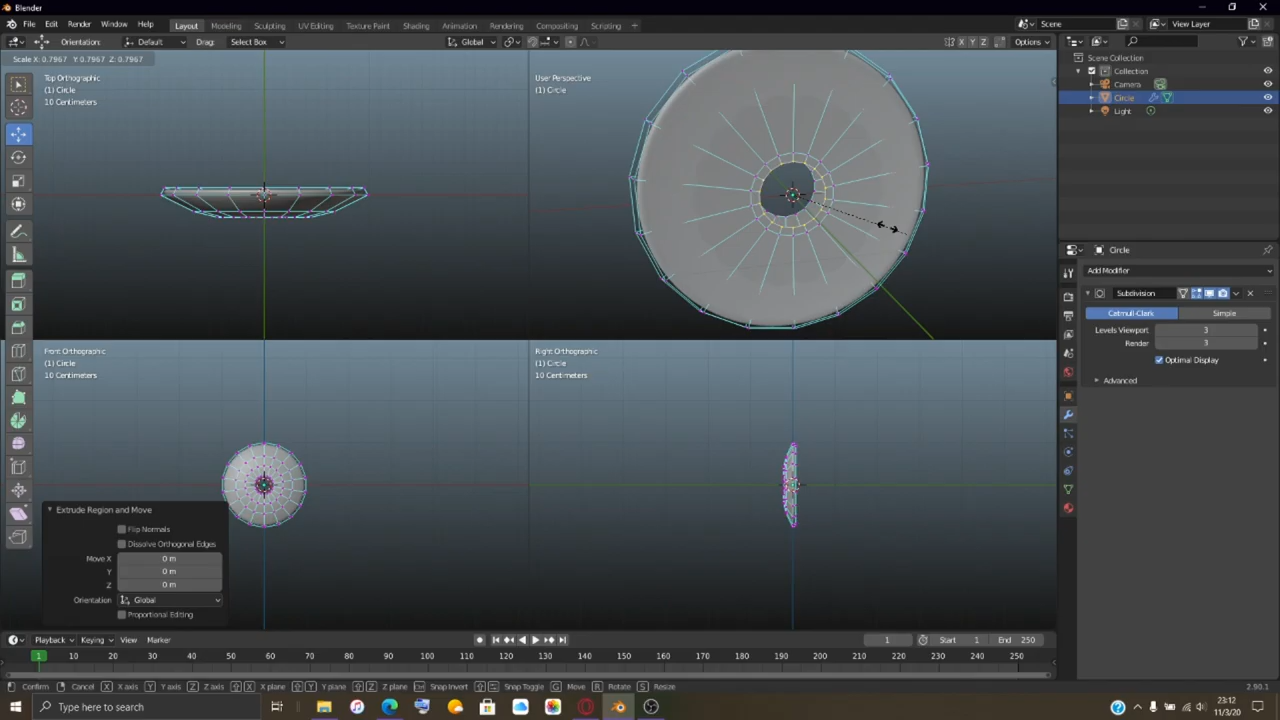 Blender
File Edit Render Window Help Layout Modeling Sculpting UV Editing Texture Paint Shading Animation Rendering Compositing Scripting + Scene View Layer
Orientation: Default Drag: Select Box Global X Y Z Options
Scale X: 0.7967 Y: 0.7967 Z: 0.7967
Top Orthographic
(1) Circle
10 Centimeters
User Perspective
(1) Circle
Front Orthographic
(1) Circle
10 Centimeters
Right Orthographic
(1) Circle
10 Centimeters
Extrude Region and Move
Flip Normals
Dissolve Orthogonal Edges
Move X 0 m
Y 0 m
Z 0 m
Orientation Global
Proportional Editing
Scene Collection
Collection
Camera
Circle
Light
Circle
Add Modifier
Subdivision
Catmull-Clark Simple
Levels Viewport 3
Render 3
Optimal Display
Advanced
Playback Keying View Marker 1 Start 1 End 250
1 10 20 30 40 50 60 70 80 90 100 110 120 130 140 150 160 170 180 190 200 210 220 230 240 250
Confirm Cancel X X axis Y Y axis Z Z axis X X plane Y Y plane Z Z plane Snap Invert Snap Toggle G Move R Rotate S Resize
Type here to search
23:12
11/3/20